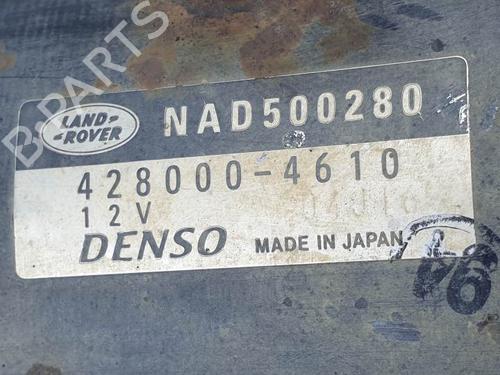 B-PARTS
LAND-
-ROVER
NAD500280
428000-4610
12V
DENSO MADE IN JAPAN